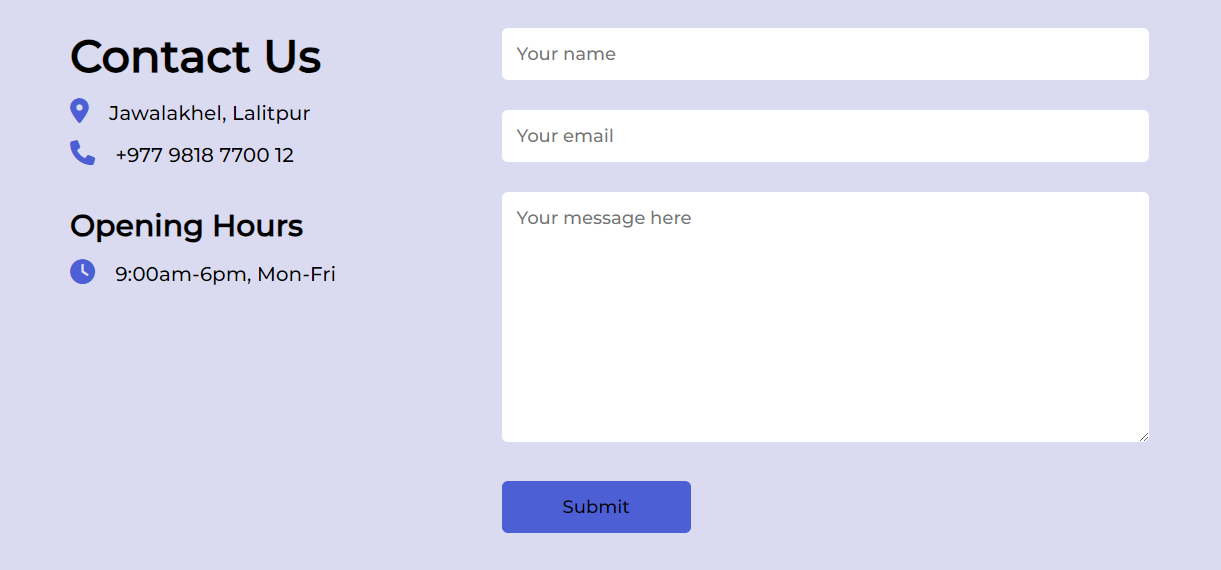 Contact Us
Jawalakhel, Lalitpur
+977 9818 7700 12
Opening Hours
9:00am-6pm, Mon-Fri
Your name
Your email
Your message here
Submit